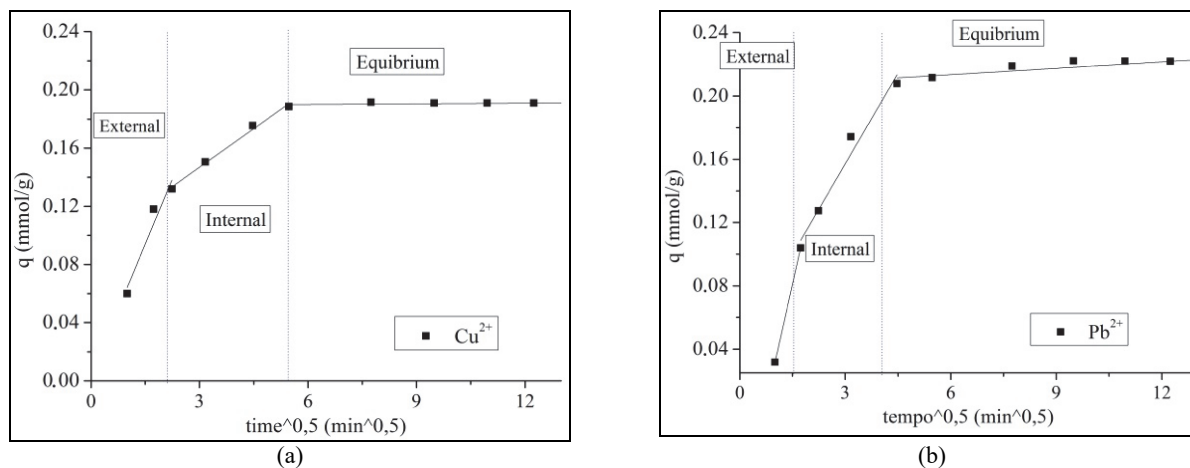 0.24
0.20
0.16
0.12
0.08
0.04
0.00
q (mmol/g)
External
Internal
Equibrium
Cu²⁺
0 3 6 9 12
time^0,5 (min^0,5)
(a)
0.24
0.20
0.16
0.12
0.08
0.04
q (mmol/g)
External
Internal
Equibrium
Pb²⁺
0 3 6 9 12
tempo^0,5 (min^0,5)
(b)